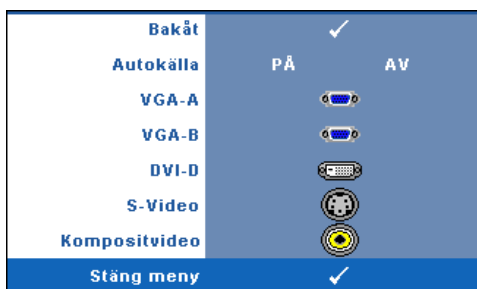 Bakåt
Autokälla PÅ AV
VGA-A
VGA-B
DVI-D
S-Video
Kompositvideo
Stäng meny